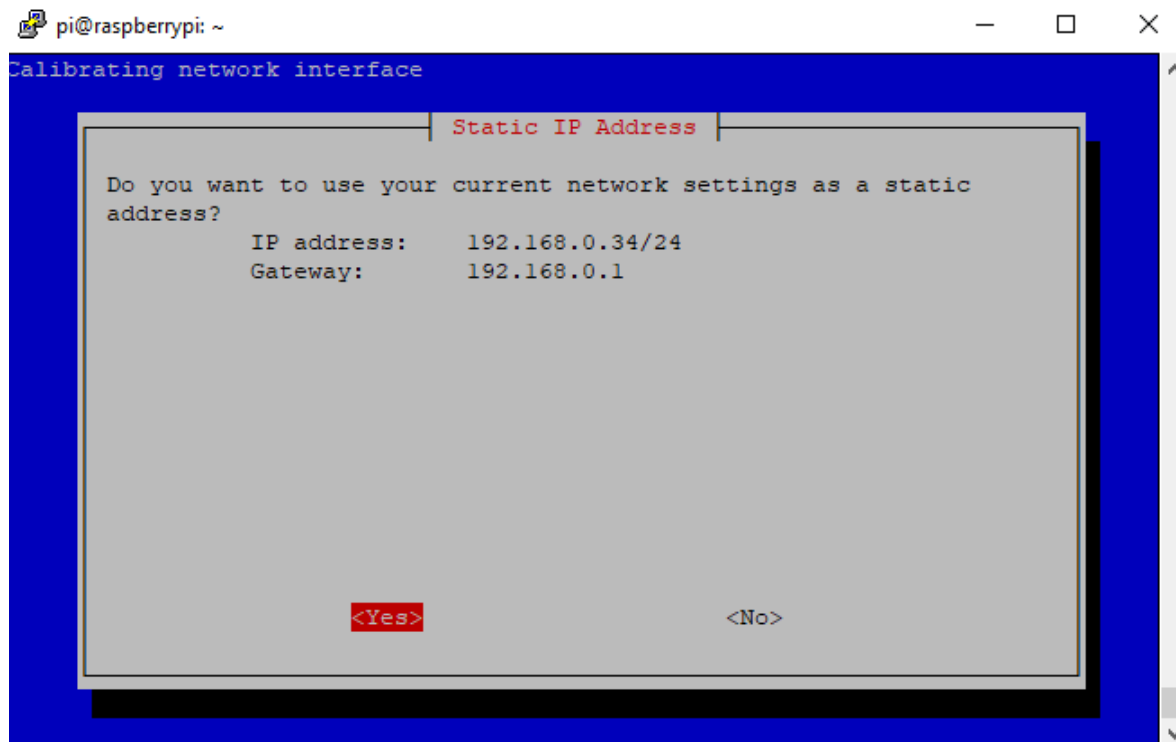 pi@raspberrypi: ~
Calibrating network interface
Static IP Address
Do you want to use your current network settings as a static
address?
IP address: 192.168.0.34/24
Gateway: 192.168.0.1
<Yes> <No>